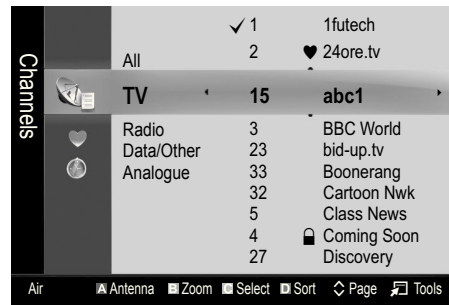 Channels
1 1futech
All 2 24ore.tv
TV 15 abc1
Radio 3 BBC World
Data/Other 23 bid-up.tv
Analogue 33 Boonerang
32 Cartoon Nwk
5 Class News
4 Coming Soon
27 Discovery
Air A Antenna B Zoom C Select D Sort Page Tools